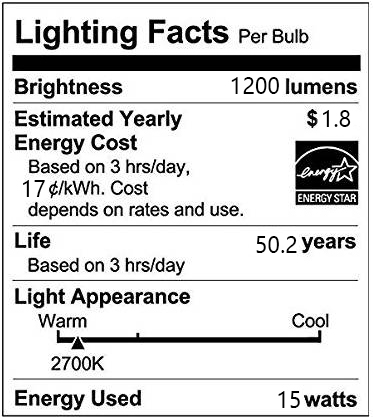 Lighting Facts Per Bulb
Brightness 1200 lumens
Estimated Yearly $1.8
Energy Cost
Based on 3 hrs/day,
17¢/kWh. Cost
depends on rates and use.
energy
ENERGY STAR
Life 50.2 years
Based on 3 hrs/day
Light Appearance
Warm Cool
2700K
Energy Used 15 watts